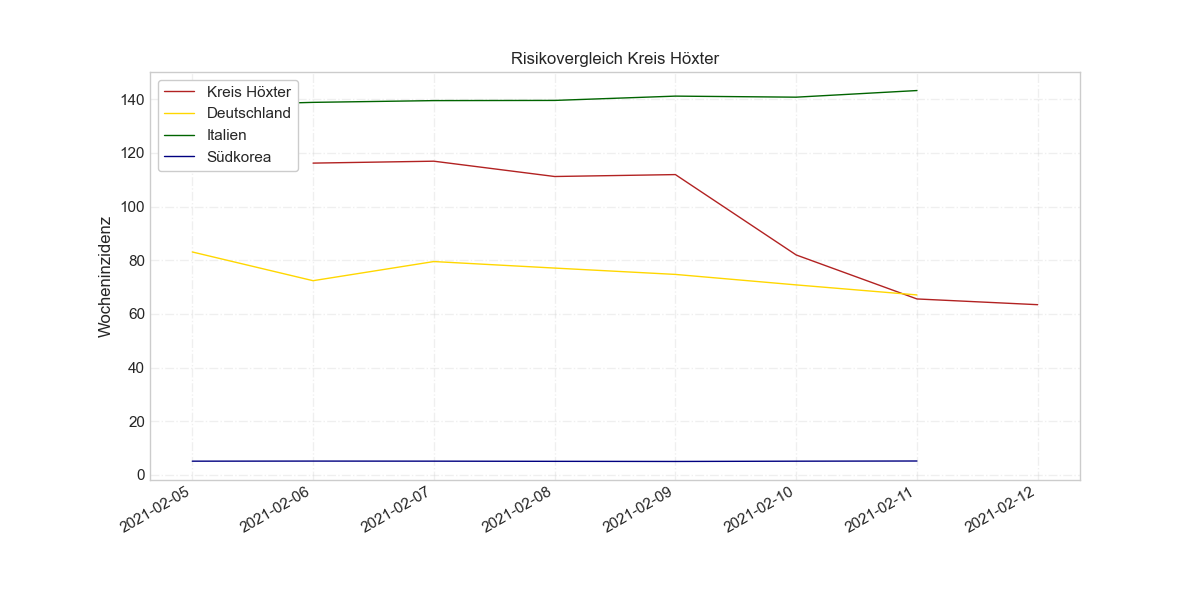 Risikovergleich Kreis Höxter
Kreis Höxter
Deutschland
Italien
Südkorea
Wocheninzidenz
140
120
100
80
60
40
20
0
2021-02-05
2021-02-06
2021-02-07
2021-02-08
2021-02-09
2021-02-10
2021-02-11
2021-02-12